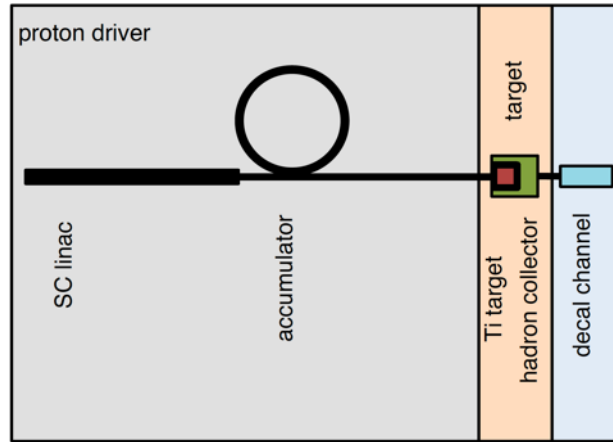 proton driver
target
SC linac
accumulator
Ti target
hadron collector
decal channel